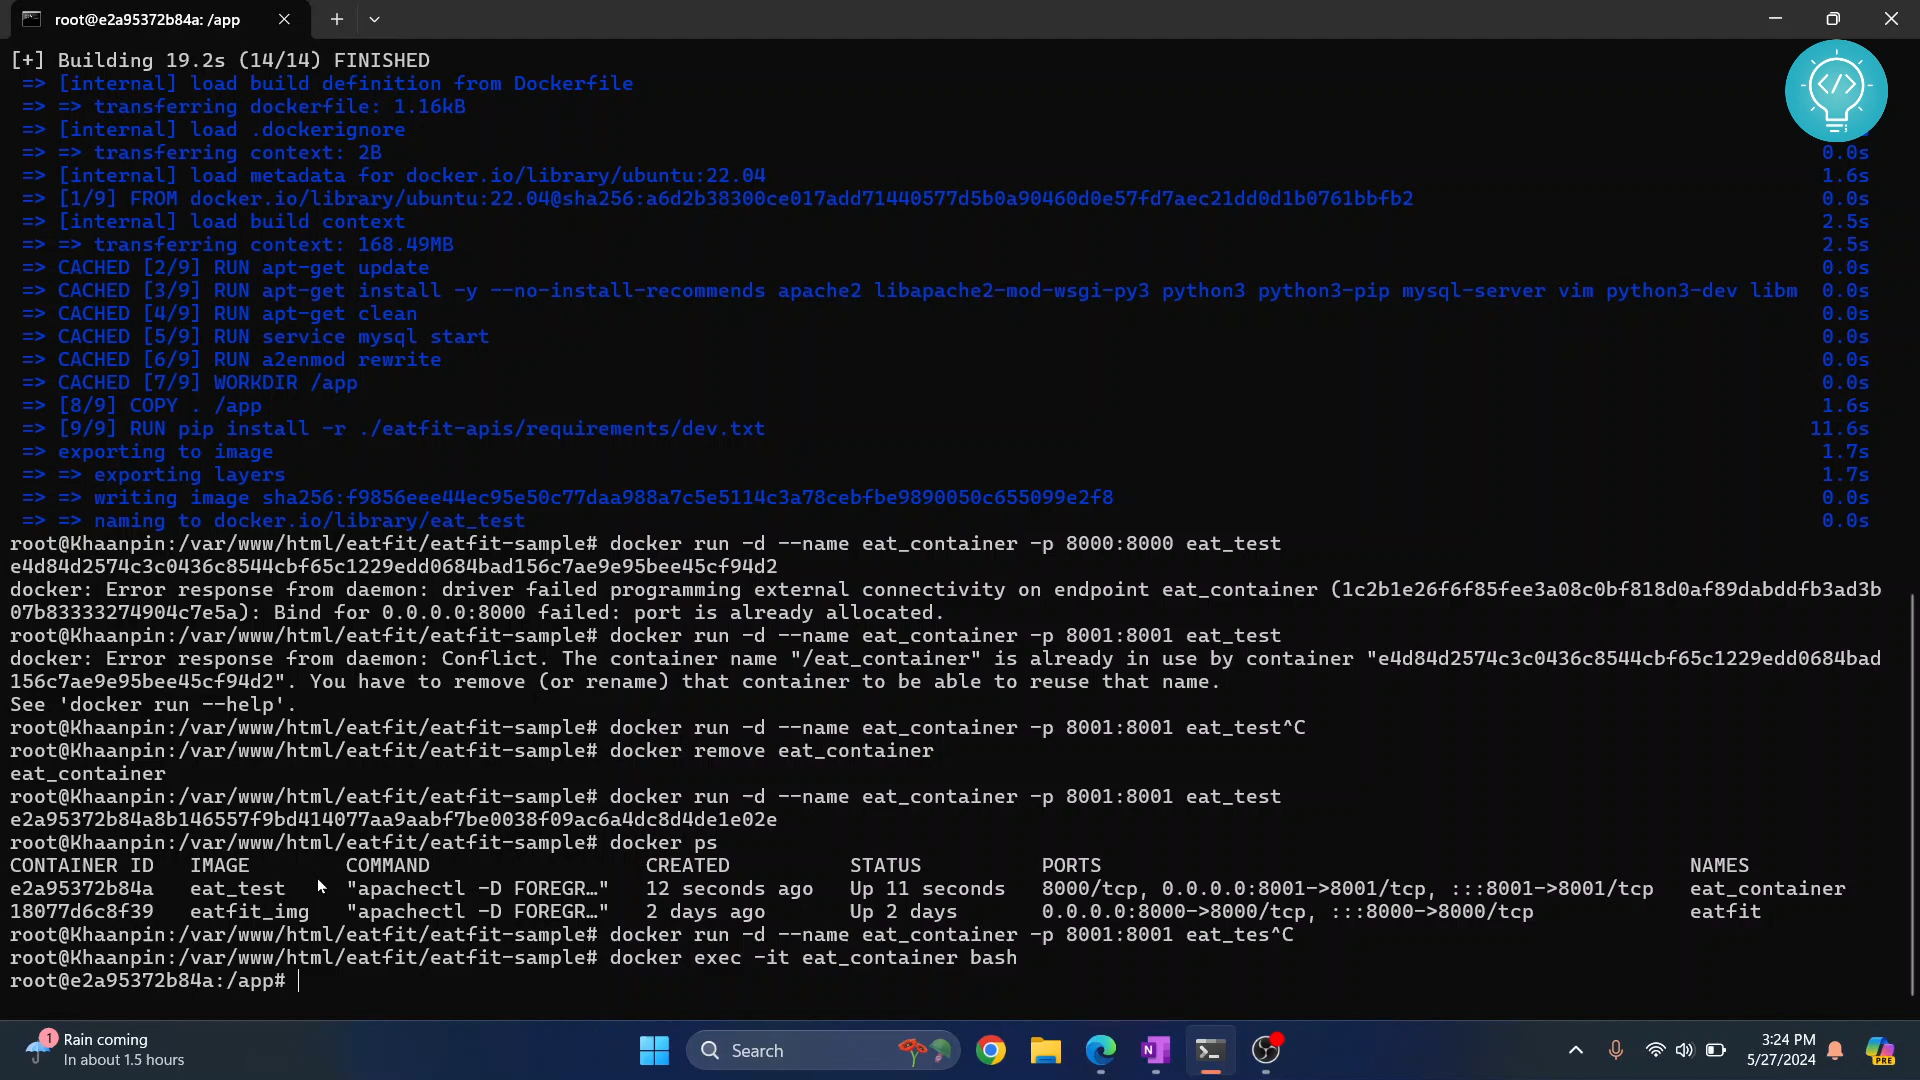 root@e2a95372b84a: /app
[+] Building 19.2s (14/14) FINISHED
=> [internal] load build definition from Dockerfile
=> => transferring dockerfile: 1.16kB
=> [internal] load .dockerignore
=> => transferring context: 2B 0.0s
=> [internal] load metadata for docker.io/library/ubuntu:22.04 1.6s
=> [1/9] FROM docker.io/library/ubuntu:22.04@sha256:a6d2b38300ce017add71440577d5b0a90460d0e57fd7aec21dd0d1b0761bbfb2 0.0s
=> [internal] load build context 2.5s
=> => transferring context: 168.49MB 2.5s
=> CACHED [2/9] RUN apt-get update 0.0s
=> CACHED [3/9] RUN apt-get install -y --no-install-recommends apache2 libapache2-mod-wsgi-py3 python3 python3-pip mysql-server vim python3-dev libm 0.0s
=> CACHED [4/9] RUN apt-get clean 0.0s
=> CACHED [5/9] RUN service mysql start 0.0s
=> CACHED [6/9] RUN a2enmod rewrite 0.0s
=> CACHED [7/9] WORKDIR /app 0.0s
=> [8/9] COPY . /app 1.6s
=> [9/9] RUN pip install -r ./eatfit-apis/requirements/dev.txt 11.6s
=> exporting to image 1.7s
=> => exporting layers 1.7s
=> => writing image sha256:f9856eee44ec95e50c77daa988a7c5e5114c3a78cebfbe9890050c655099e2f8 0.0s
=> => naming to docker.io/library/eat_test 0.0s
root@Khaanpin:/var/www/html/eatfit/eatfit-sample# docker run -d --name eat_container -p 8000:8000 eat_test
e4d84d2574c3c0436c8544cbf65c1229edd0684bad156c7ae9e95bee45cf94d2
docker: Error response from daemon: driver failed programming external connectivity on endpoint eat_container (1c2b1e26f6f85fee3a08c0bf818d0af89dabddfb3ad3b
07b83333274904c7e5a): Bind for 0.0.0.0:8000 failed: port is already allocated.
root@Khaanpin:/var/www/html/eatfit/eatfit-sample# docker run -d --name eat_container -p 8001:8001 eat_test
docker: Error response from daemon: Conflict. The container name "/eat_container" is already in use by container "e4d84d2574c3c0436c8544cbf65c1229edd0684bad
156c7ae9e95bee45cf94d2". You have to remove (or rename) that container to be able to reuse that name.
See 'docker run --help'.
root@Khaanpin:/var/www/html/eatfit/eatfit-sample# docker run -d --name eat_container -p 8001:8001 eat_test^C
root@Khaanpin:/var/www/html/eatfit/eatfit-sample# docker remove eat_container
eat_container
root@Khaanpin:/var/www/html/eatfit/eatfit-sample# docker run -d --name eat_container -p 8001:8001 eat_test
e2a95372b84a8b146557f9bd414077aa9aabf7be0038f09ac6a4dc8d4de1e02e
root@Khaanpin:/var/www/html/eatfit/eatfit-sample# docker ps
CONTAINER ID IMAGE COMMAND CREATED STATUS PORTS NAMES
e2a95372b84a eat_test "apachectl -D FOREGR…" 12 seconds ago Up 11 seconds 8000/tcp, 0.0.0.0:8001->8001/tcp, :::8001->8001/tcp eat_container
18077d6c8f39 eatfit_img "apachectl -D FOREGR…" 2 days ago Up 2 days 0.0.0.0:8000->8000/tcp, :::8000->8000/tcp eatfit
root@Khaanpin:/var/www/html/eatfit/eatfit-sample# docker run -d --name eat_container -p 8001:8001 eat_tes^C
root@Khaanpin:/var/www/html/eatfit/eatfit-sample# docker exec -it eat_container bash
root@e2a95372b84a:/app#
1
Rain coming
In about 1.5 hours
Search
3:24 PM
5/27/2024
PRE